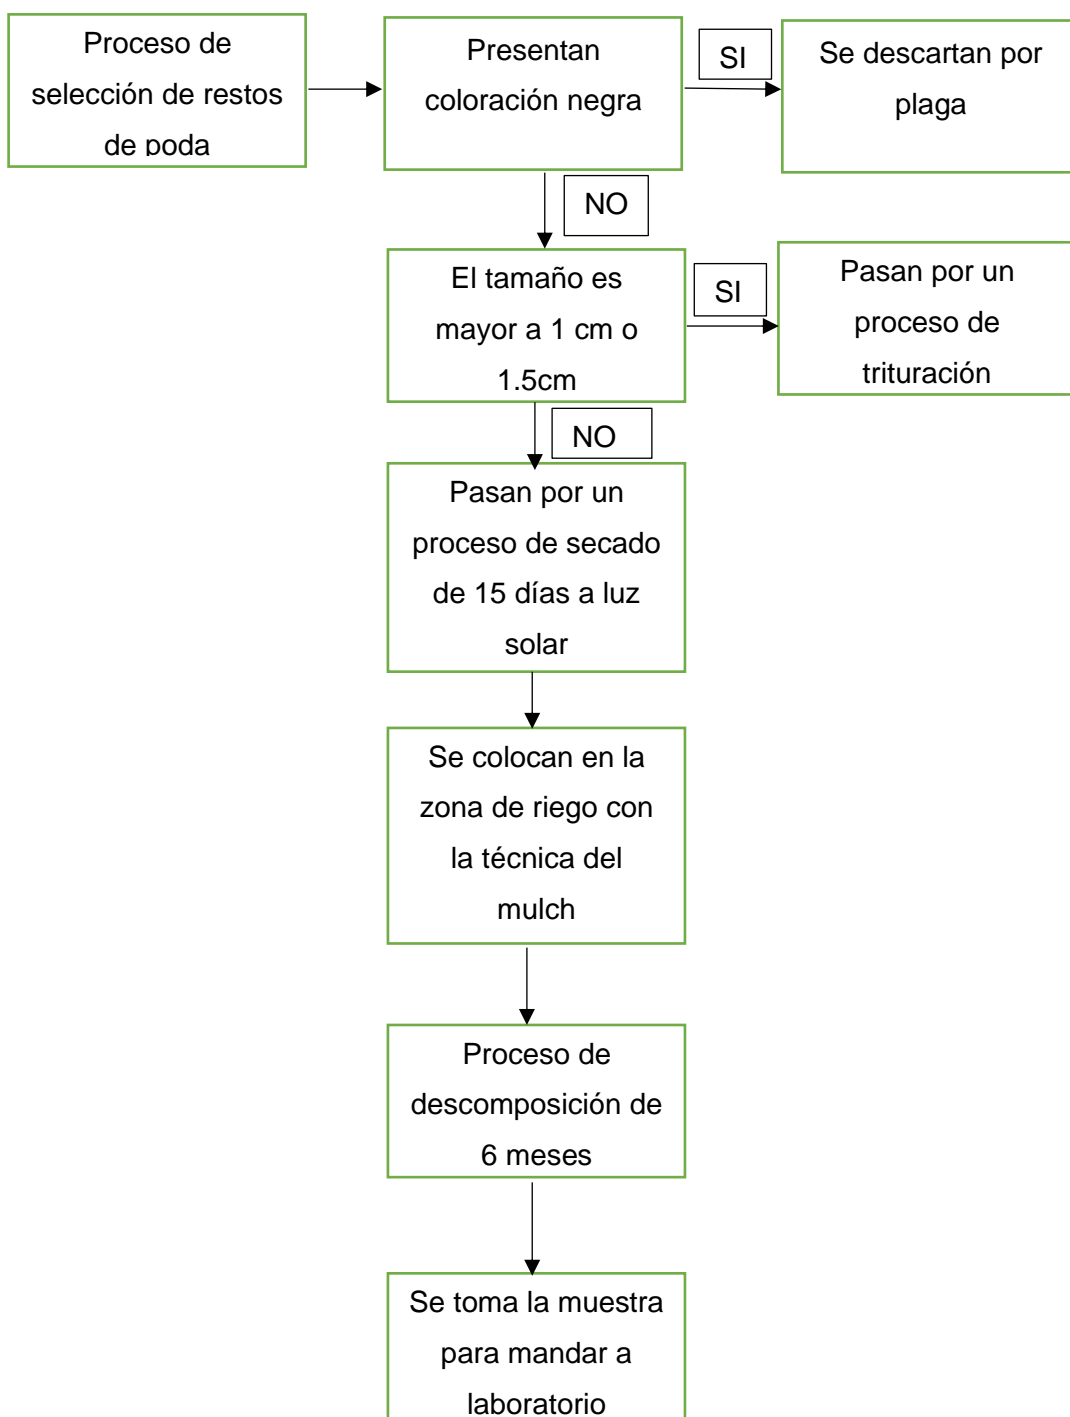 Proceso de
selección de restos
de poda
Presentan
coloración negra
SI
Se descartan por
plaga
NO
El tamaño es
mayor a 1 cm o
1.5cm
SI
Pasan por un
proceso de
trituración
NO
Pasan por un
proceso de secado
de 15 días a luz
solar
Se colocan en la
zona de riego con
la técnica del
mulch
Proceso de
descomposición de
6 meses
Se toma la muestra
para mandar a
laboratorio